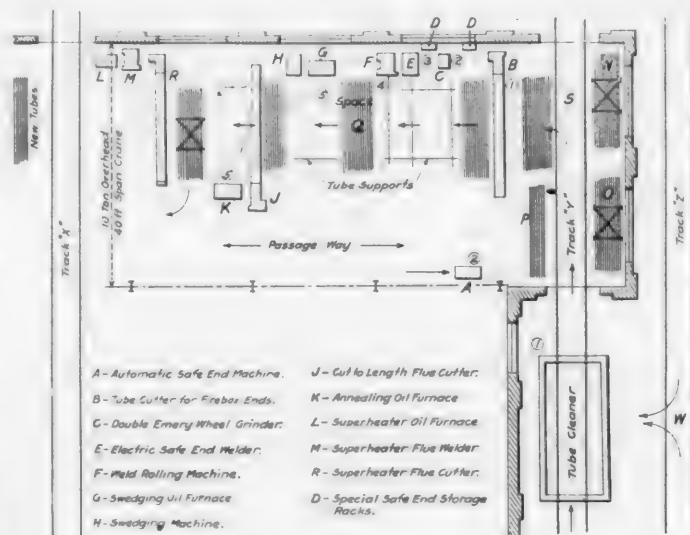 D D
L M R H G F E 3 C 2 B 1
4
S V
5 Space
New Tubes
10 Ton Overhead
40 ft Span Crane
S
K J
Tube Supports
O
P
Track "X"
Track "Y"
Track "Z"
Passage Way
2
A
1
Tube Cleaner
W
A - Automatic Safe End Machine.
B - Tube Cutter for Firebox Ends.
C - Double Emery Wheel Grinder.
E - Electric Safe End Welder.
F - Weld Rolling Machine.
G - Swedging Oil Furnace
H - Swedging Machine.
J - Cut to Length Flue Cutter.
K - Annealing Oil Furnace
L - Superheater Oil Furnace
M - Superheater Flue Welder
R - Superheater Flue Cutter.
D - Special Safe End Storage
Racks.